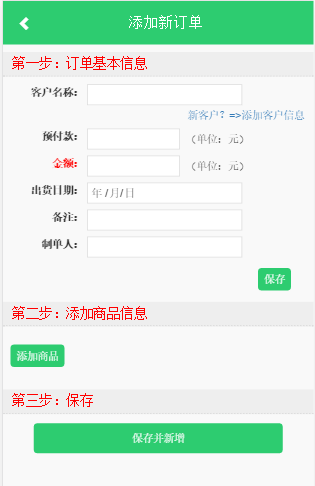 添加新订单
第一步：订单基本信息
客户名称：
新客户？=>添加客户信息
预付款： （单位：元）
金额： （单位：元）
出货日期： 年 /月/日
备注：
制单人：
保存
第二步：添加商品信息
添加商品
第三步：保存
保存并新增